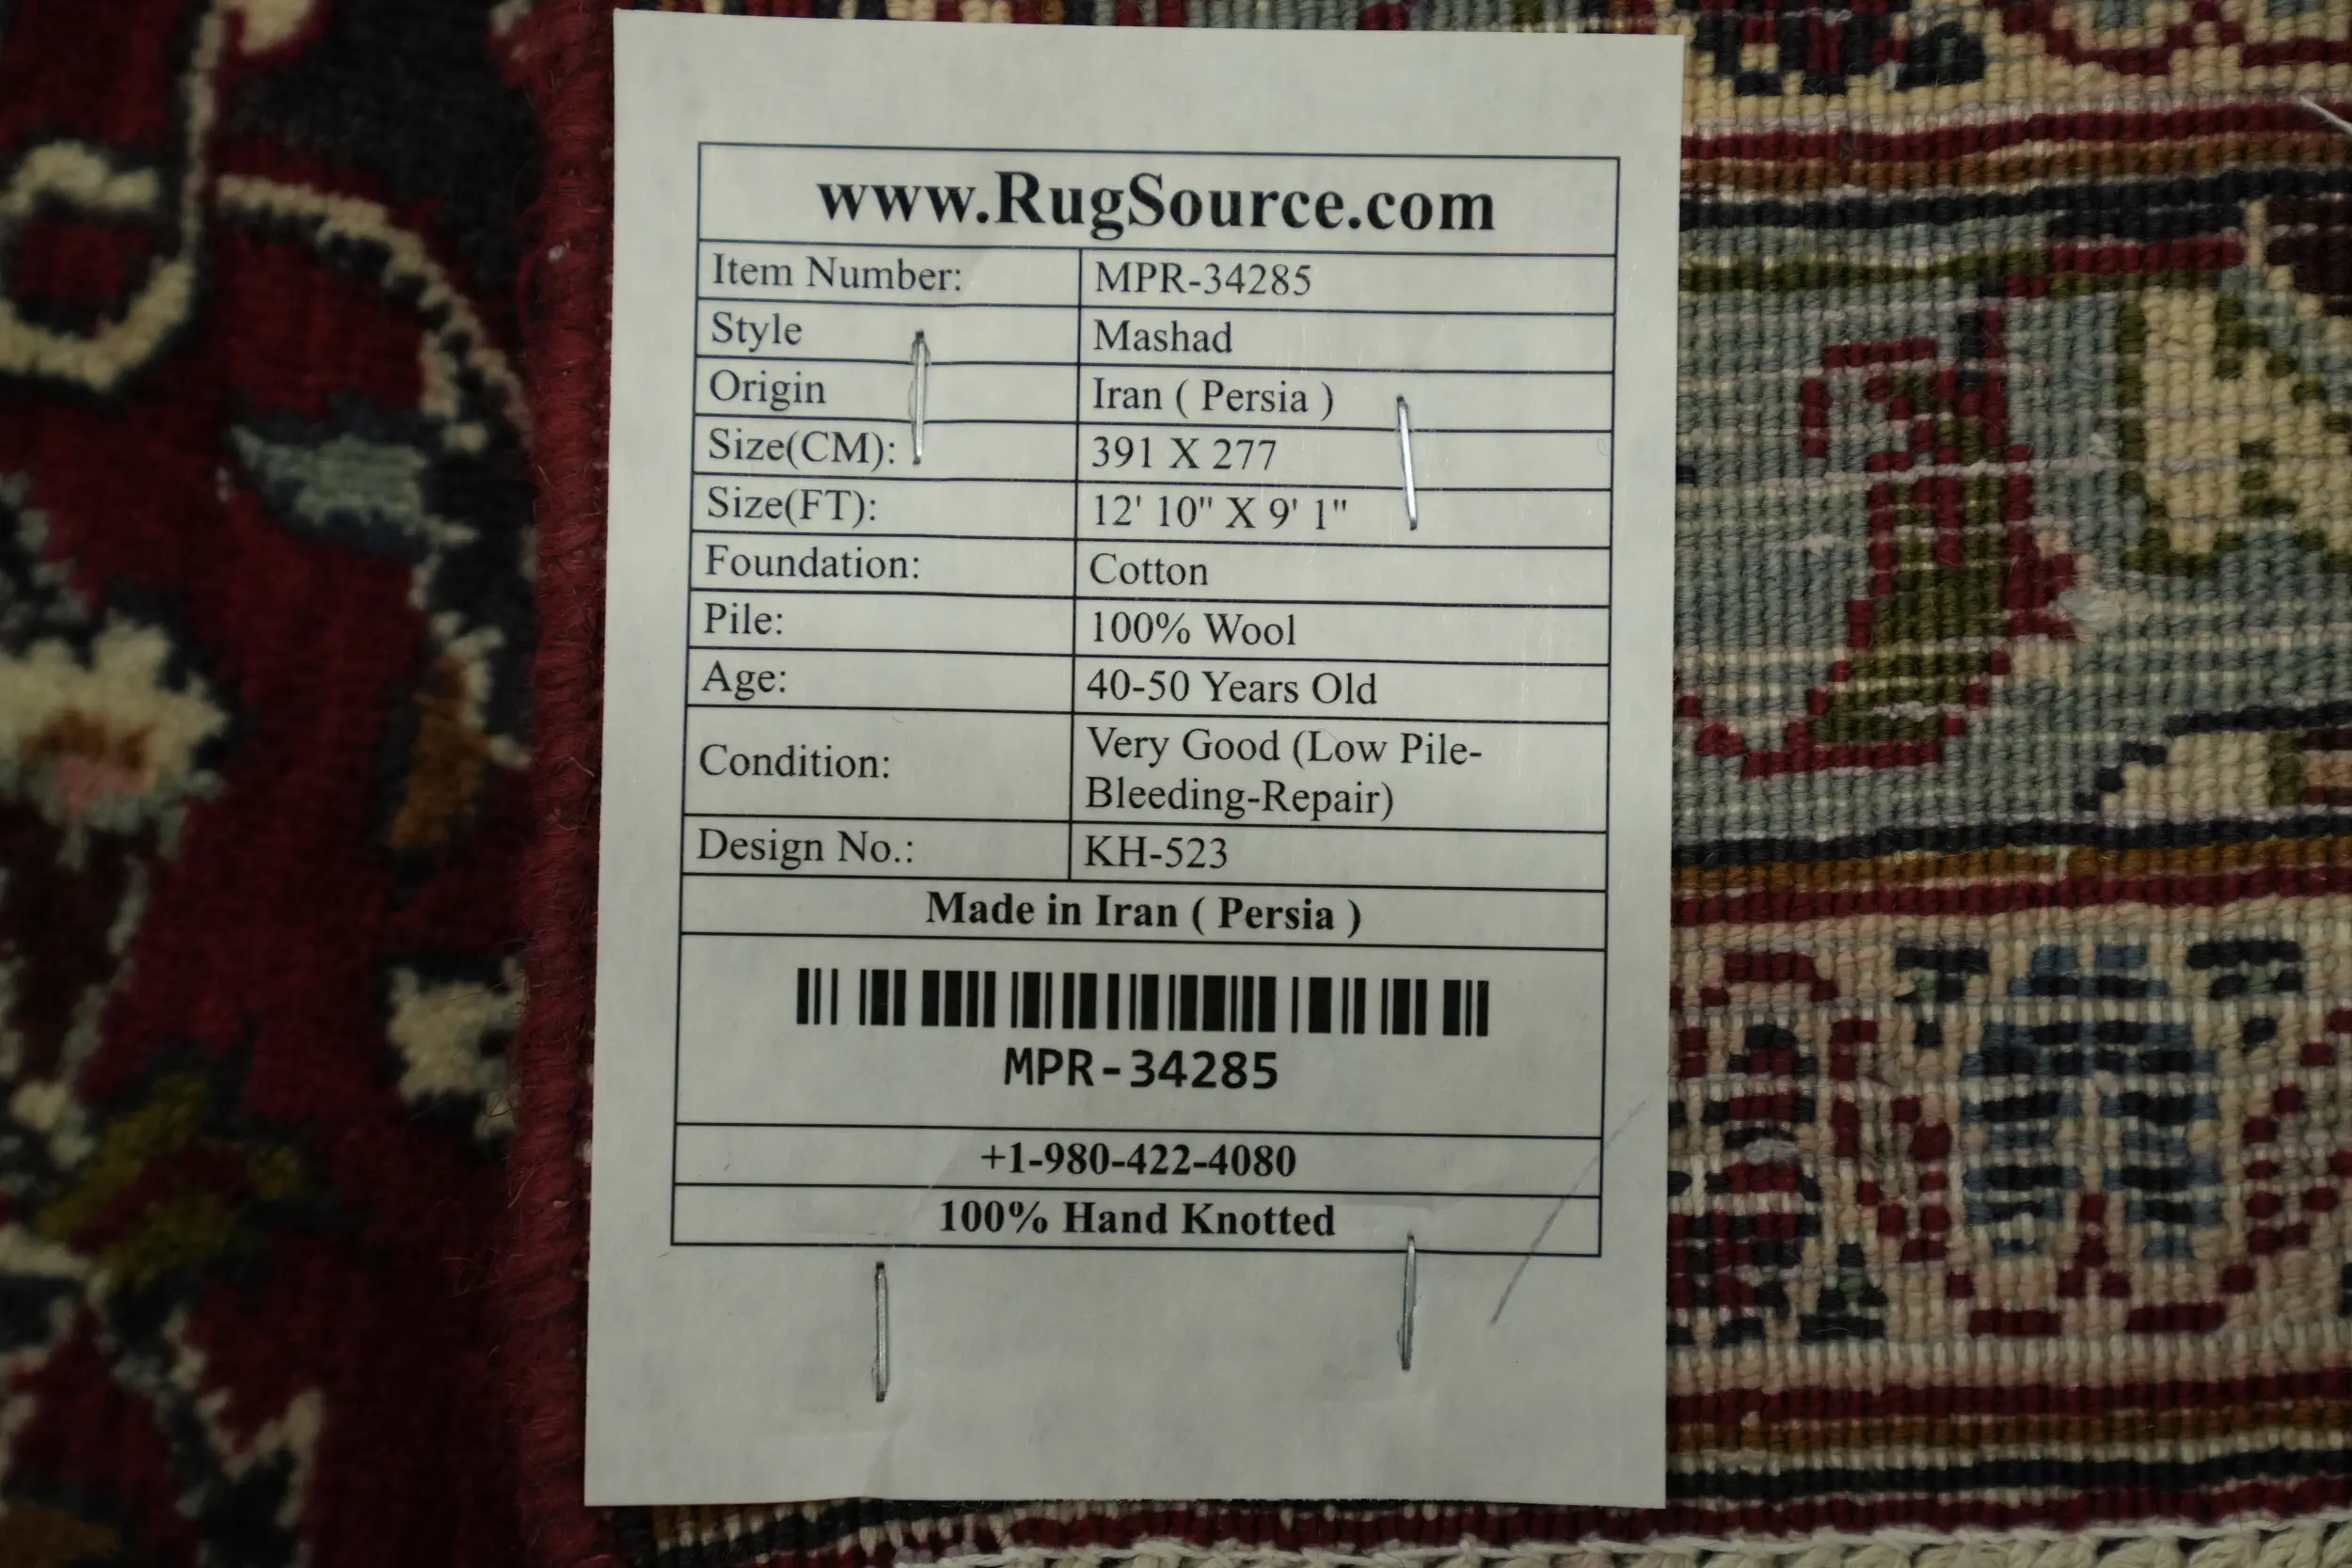 www.RugSource.com
Item Number: MPR-34285
Style Mashad
Origin Iran ( Persia )
Size(CM): 391 X 277
Size(FT): 12' 10" X 9' 1"
Foundation: Cotton
Pile: 100% Wool
Age: 40-50 Years Old
Condition: Very Good (Low Pile-
Bleeding-Repair)
Design No.: KH-523
Made in Iran ( Persia )
MPR-34285
+1-980-422-4080
100% Hand Knotted